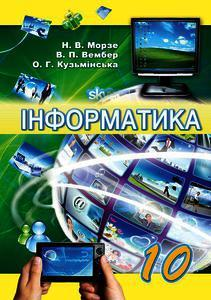 Н. В. Морзе
В. П. Вембер
О. Г. Кузьмінська
ІНФОРМАТИКА
10